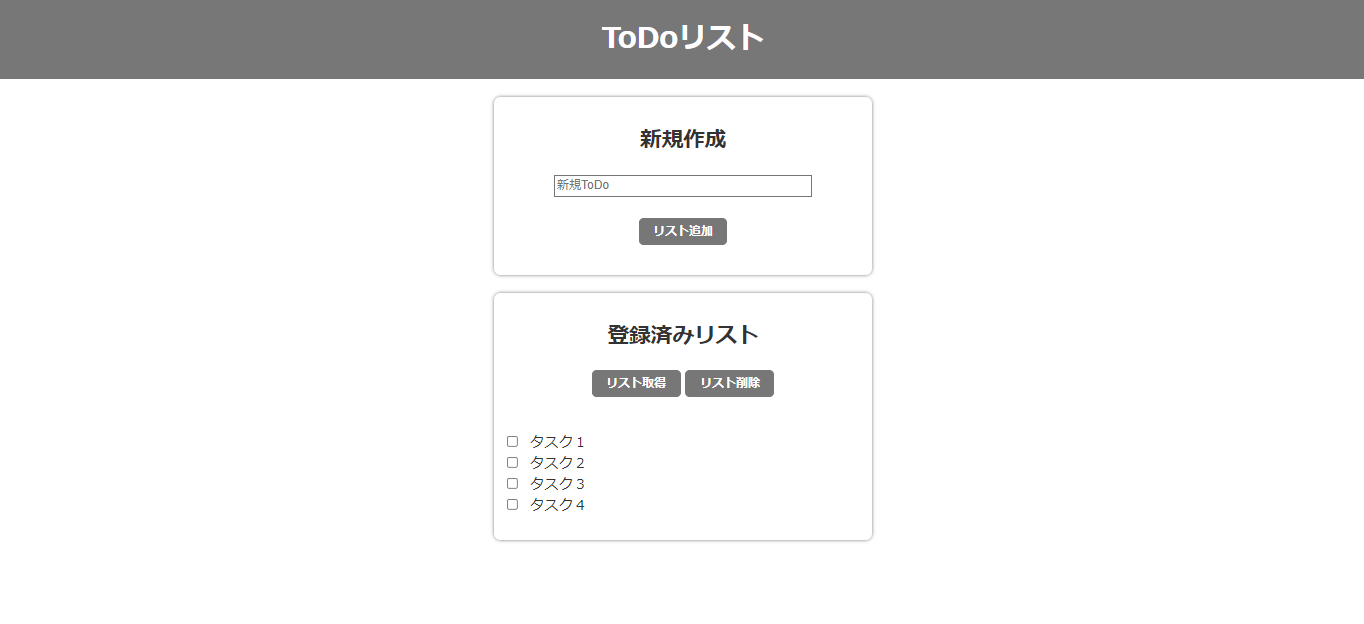 ToDoリスト
新規作成
新規ToDo
リスト追加
登録済みリスト
リスト取得 リスト削除
タスク１
タスク２
タスク３
タスク４